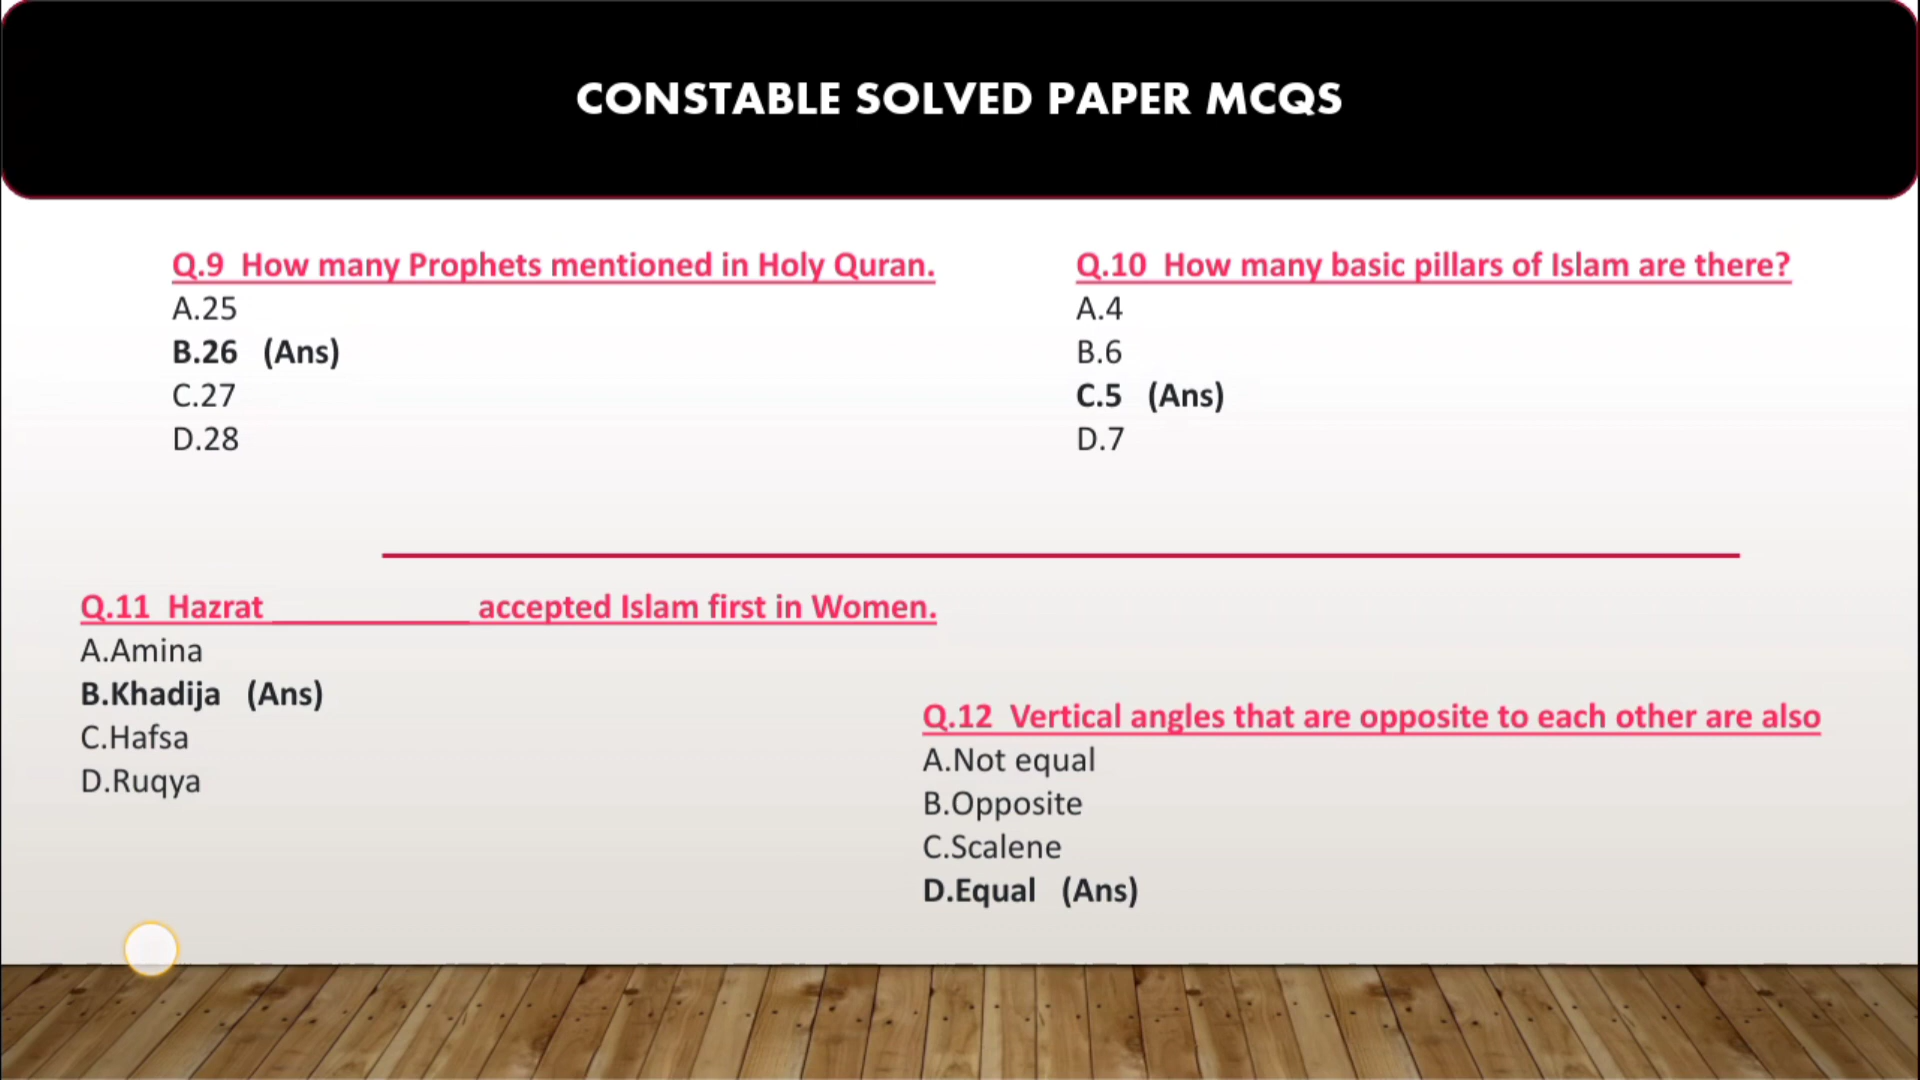 CONSTABLE SOLVED PAPER MCQS
Q.9 How many Prophets mentioned in Holy Quran.
A.25
B.26 (Ans)
C.27
D.28
Q.10 How many basic pillars of Islam are there?
A.4
B.6
C.5 (Ans)
D.7
Q.11 Hazrat ____________ accepted Islam first in Women.
A.Amina
B.Khadija (Ans)
C.Hafsa
D.Ruqya
Q.12 Vertical angles that are opposite to each other are also
A.Not equal
B.Opposite
C.Scalene
D.Equal (Ans)